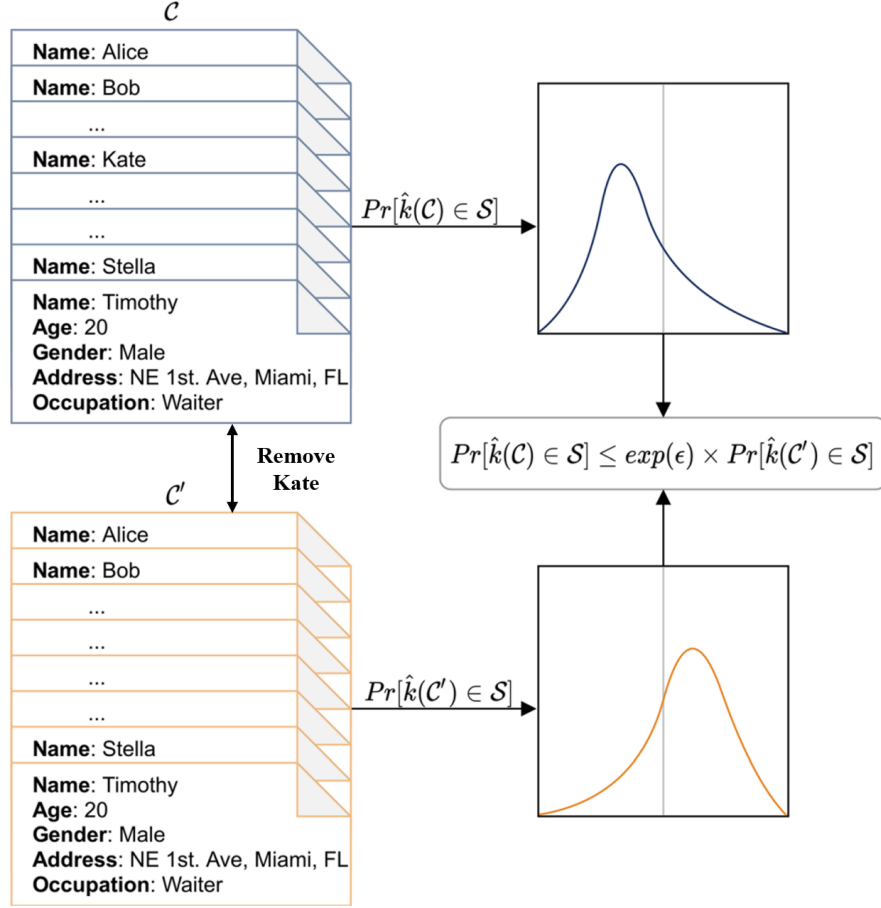 𝒞
Name: Alice
Name: Bob
...
Name: Kate
...
...
Name: Stella
Name: Timothy
Age: 20
Gender: Male
Address: NE 1st. Ave, Miami, FL
Occupation: Waiter
Pr[k̂(𝒞) ∈ 𝒮]
Pr[k̂(𝒞) ∈ 𝒮] ≤ exp(ϵ) × Pr[k̂(𝒞′) ∈ 𝒮]
Remove
Kate
𝒞′
Name: Alice
Name: Bob
...
...
...
...
Name: Stella
Name: Timothy
Age: 20
Gender: Male
Address: NE 1st. Ave, Miami, FL
Occupation: Waiter
Pr[k̂(𝒞′) ∈ 𝒮]